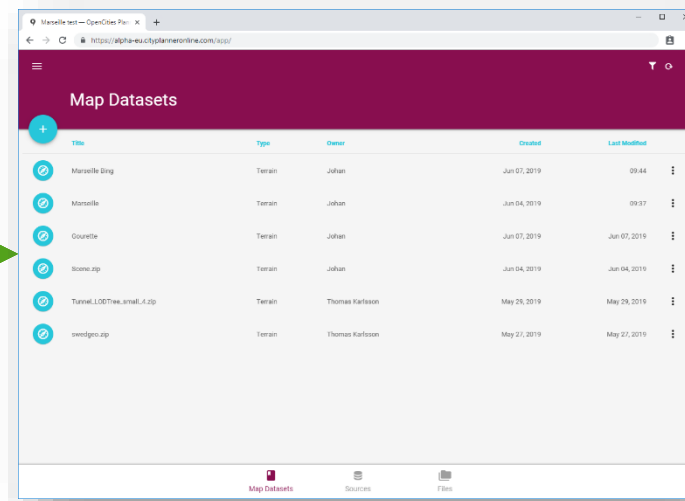 Marseille test — OpenCities Plan
https://alpha-eu.cityplanneronline.com/app/
Map Datasets
Title Type Owner Created Last Modified
Marseille Bing Terrain Johan Jun 07, 2019 09:44
Marseille Terrain Johan Jun 04, 2019 09:37
Gourette Terrain Johan Jun 07, 2019 Jun 07, 2019
Scene.zip Terrain Johan Jun 04, 2019 Jun 04, 2019
Tunnel_LODTree_small_4.zip Terrain Thomas Karlsson May 29, 2019 May 29, 2019
swedgeo.zip Terrain Thomas Karlsson May 27, 2019 May 27, 2019
Map Datasets Sources Files